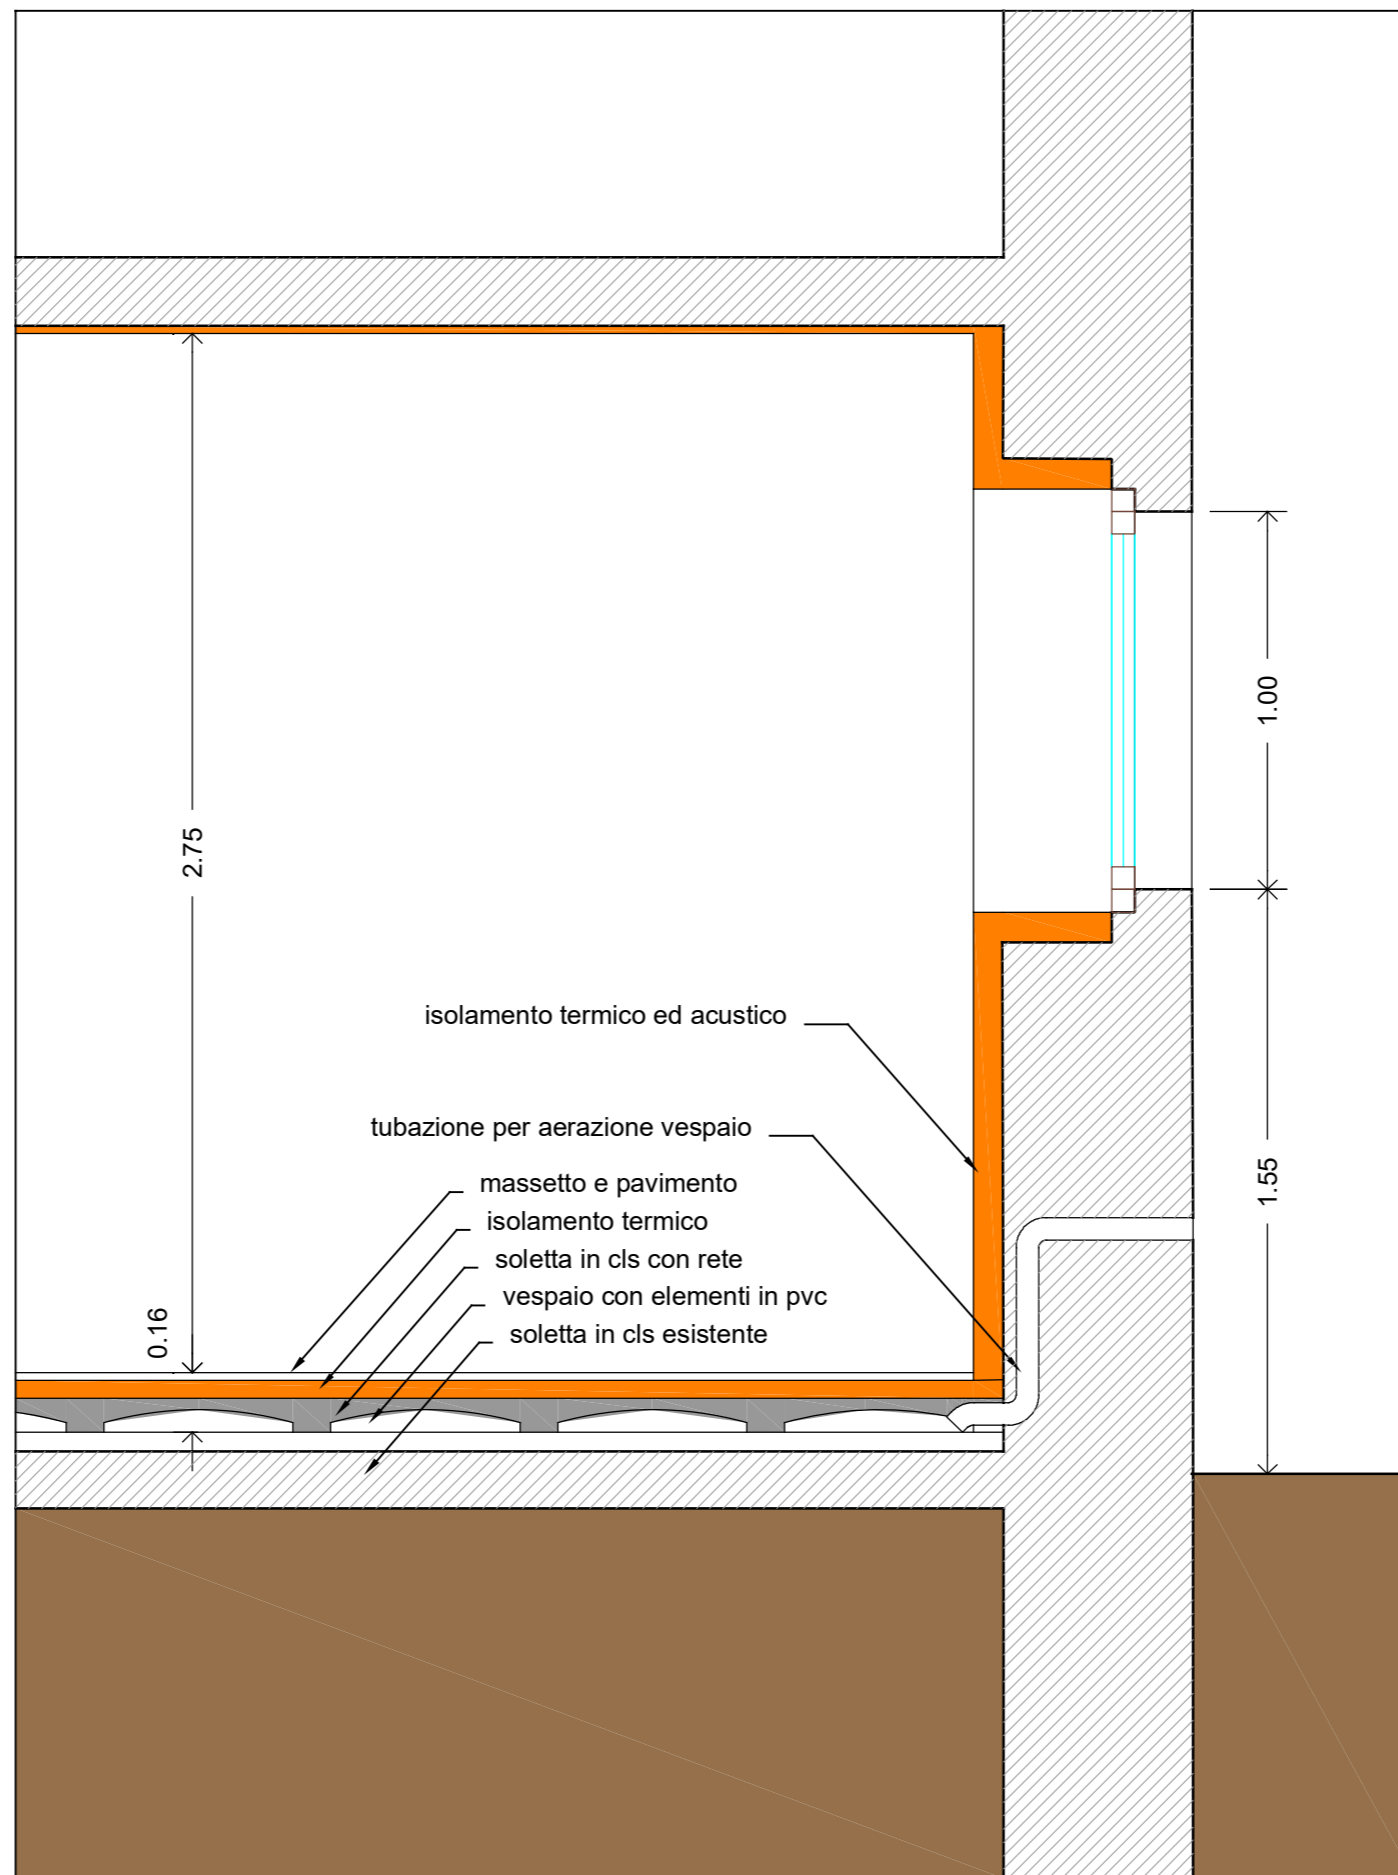 2.75
1.00
isolamento termico ed acustico
tubazione per aerazione vespaio
1.55
massetto e pavimento
isolamento termico
soletta in cls con rete
vespaio con elementi in pvc
0.16
soletta in cls esistente